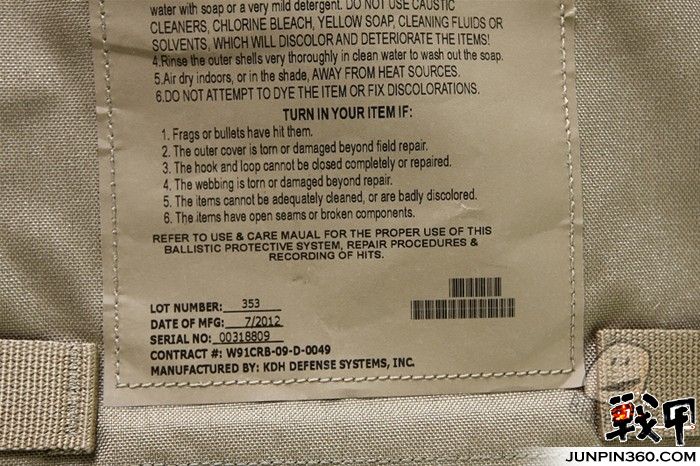 water with soap or a very mild detergent. DO NOT USE CAUSTIC
CLEANERS, CHLORINE BLEACH, YELLOW SOAP, CLEANING FLUIDS OR
SOLVENTS, WHICH WILL DISCOLOR AND DETERIORATE THE ITEMS!
4.Rinse the outer shells very thoroughly in clean water to wash out the soap.
5.Air dry indoors, or in the shade, AWAY FROM HEAT SOURCES.
6.DO NOT ATTEMPT TO DYE THE ITEM OR FIX DISCOLORATIONS.
TURN IN YOUR ITEM IF:
1. Frags or bullets have hit them.
2. The outer cover is torn or damaged beyond field repair.
3. The hook and loop cannot be closed completely or repaired.
4. The webbing is torn or damaged beyond repair.
5. The items cannot be adequately cleaned, or are badly discolored.
6. The items have open seams or broken components.
REFER TO USE & CARE MAUAL FOR THE PROPER USE OF THIS
BALLISTIC PROTECTIVE SYSTEM, REPAIR PROCEDURES &
RECORDING OF HITS.
LOT NUMBER: 353
DATE OF MFG: 7/2012
SERIAL NO: 00318809
CONTRACT #: W91CRB-09-D-0049
MANUFACTURED BY: KDH DEFENSE SYSTEMS, INC.
戰甲
JUNPIN360.COM